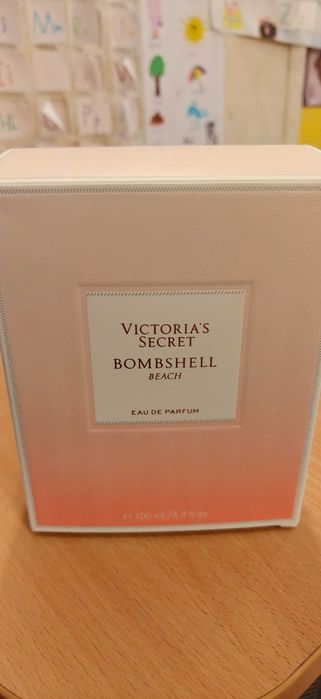 VICTORIA'S
SECRET
BOMBSHELL
BEACH
EAU DE PARFUM
℮ 100 mL/3.4 fl oz